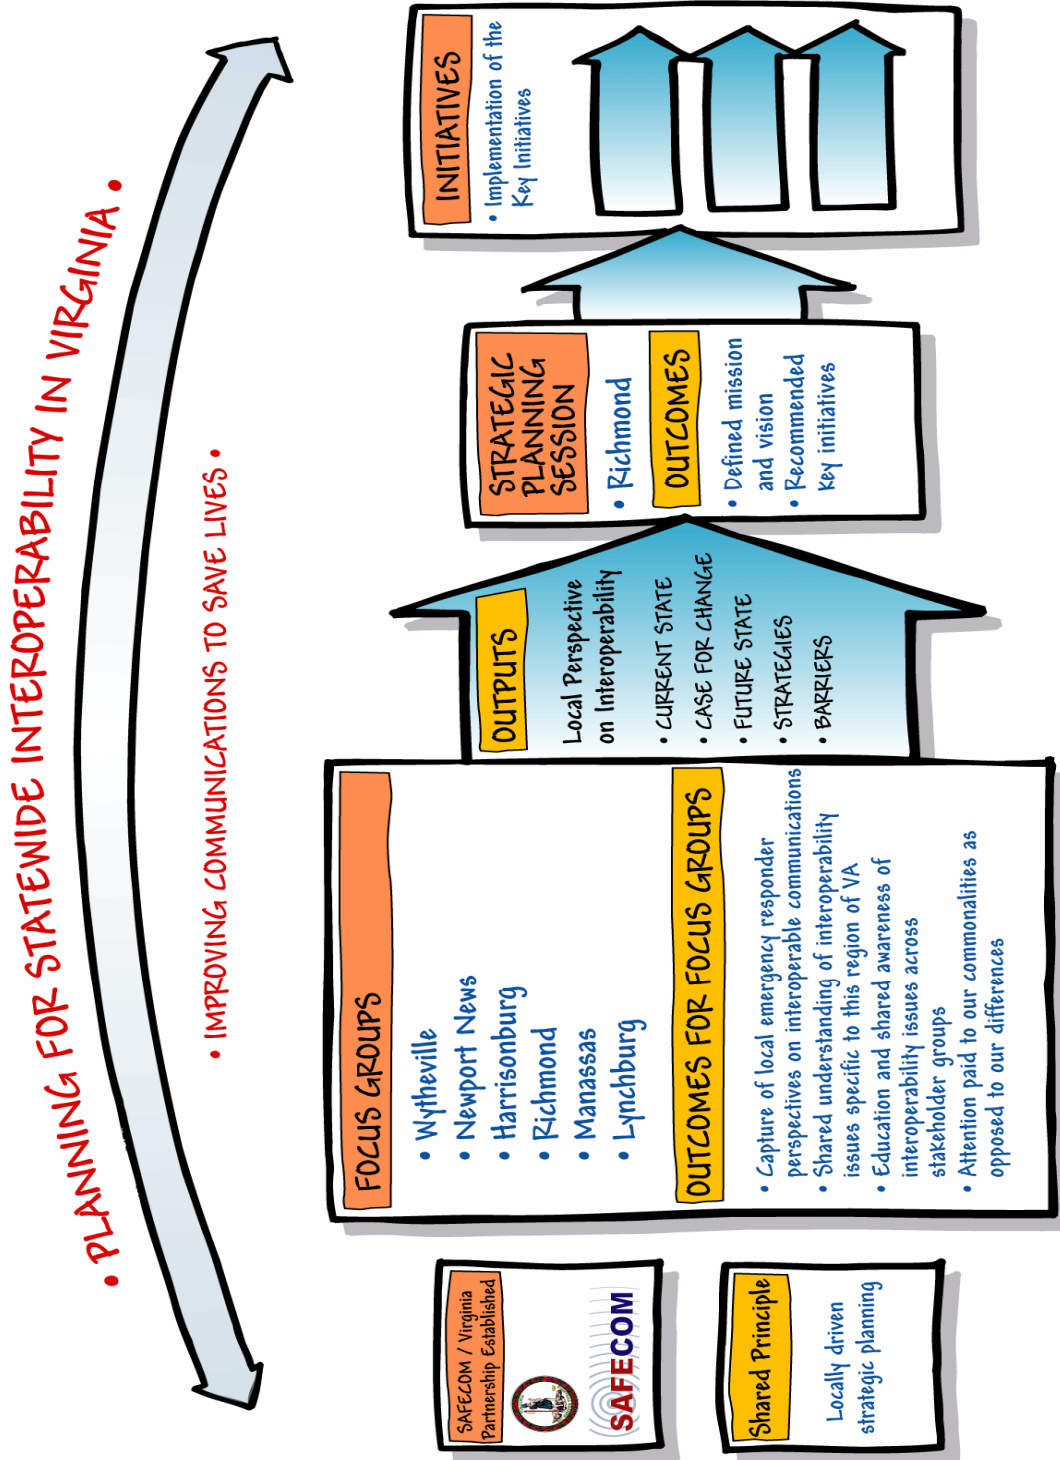 • PLANNING FOR STATEWIDE INTEROPERABILITY IN VIRGINIA •
• IMPROVING COMMUNICATIONS TO SAVE LIVES •
SAFECOM / Virginia
Partnership Established
SAFECOM
Shared Principle
Locally driven
strategic planning
FOCUS GROUPS
• Wytheville
• Newport News
• Harrisonburg
• Richmond
• Manassas
• Lynchburg
OUTCOMES FOR FOCUS GROUPS
• Capture of local emergency responder
perspectives on interoperable communications
• Shared understanding of interoperability
issues specific to this region of VA
• Education and shared awareness of
interoperability issues across
stakeholder groups
• Attention paid to our commonalities as
opposed to our differences
OUTPUTS
Local Perspective
on Interoperability
• CURRENT STATE
• CASE FOR CHANGE
• FUTURE STATE
• STRATEGIES
• BARRIERS
STRATEGIC
PLANNING
SESSION
• Richmond
OUTCOMES
• Defined mission
and vision
• Recommended
key initiatives
INITIATIVES
• Implementation of the
Key Initiatives